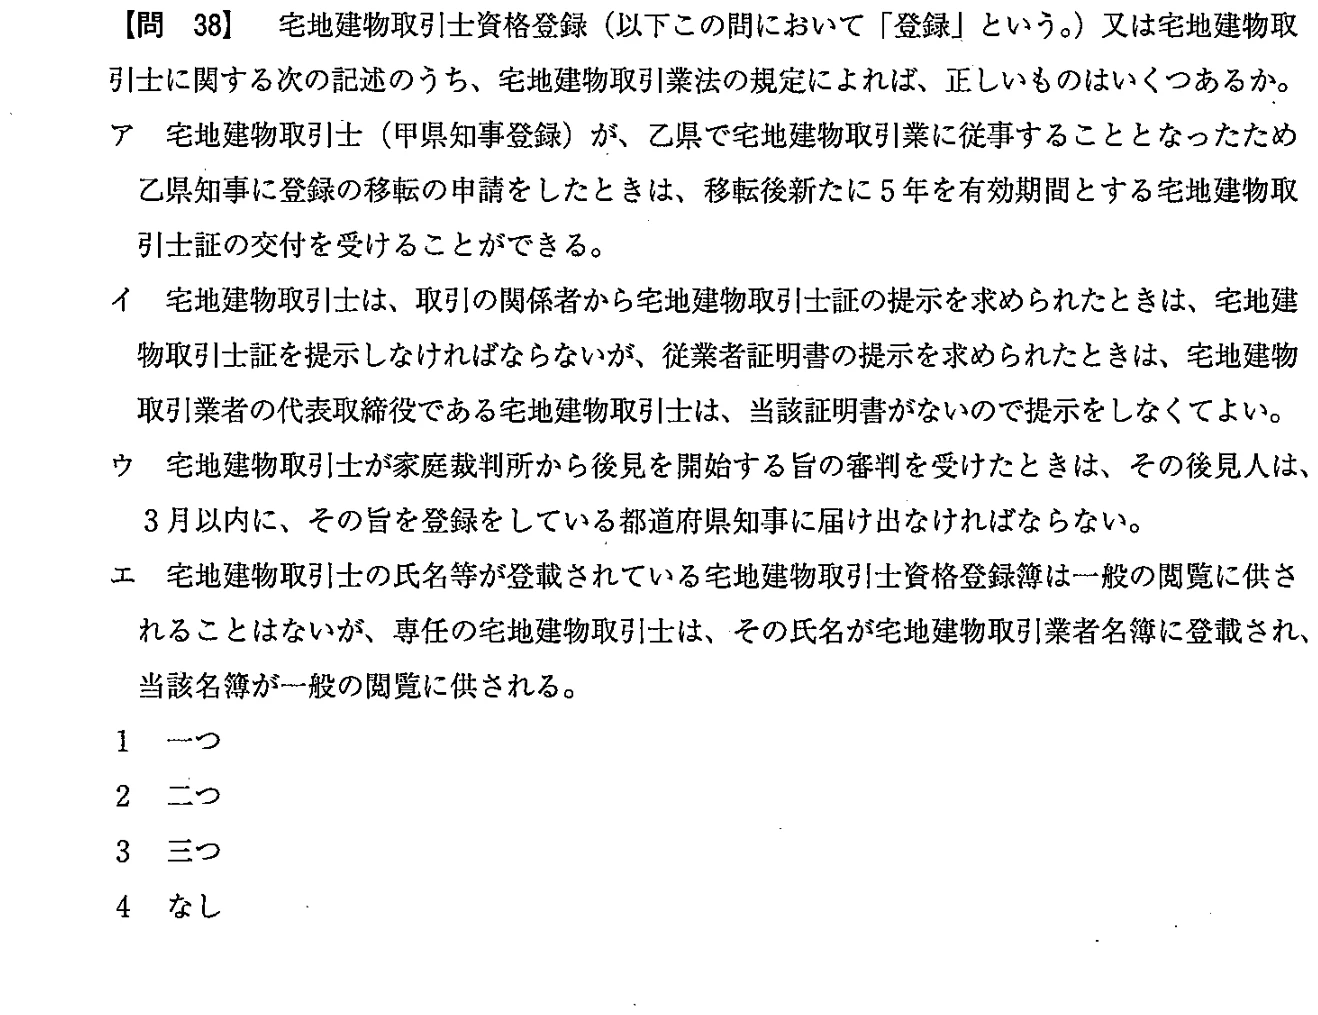 【問 38】 宅地建物取引士資格登録（以下この問において「登録」という。）又は宅地建物取
引士に関する次の記述のうち、宅地建物取引業法の規定によれば、正しいものはいくつあるか。
ア 宅地建物取引士（甲県知事登録）が、乙県で宅地建物取引業に従事することとなったため
乙県知事に登録の移転の申請をしたときは、移転後新たに5年を有効期間とする宅地建物取
引士証の交付を受けることができる。
イ 宅地建物取引士は、取引の関係者から宅地建物取引士証の提示を求められたときは、宅地建
物取引士証を提示しなければならないが、従業者証明書の提示を求められたときは、宅地建物
取引業者の代表取締役である宅地建物取引士は、当該証明書がないので提示をしなくてよい。
ウ 宅地建物取引士が家庭裁判所から後見を開始する旨の審判を受けたときは、その後見人は、
3月以内に、その旨を登録をしている都道府県知事に届け出なければならない。
エ 宅地建物取引士の氏名等が登載されている宅地建物取引士資格登録簿は一般の閲覧に供さ
れることはないが、専任の宅地建物取引士は、その氏名が宅地建物取引業者名簿に登載され、
当該名簿が一般の閲覧に供される。
1 一つ
2 二つ
3 三つ
4 なし